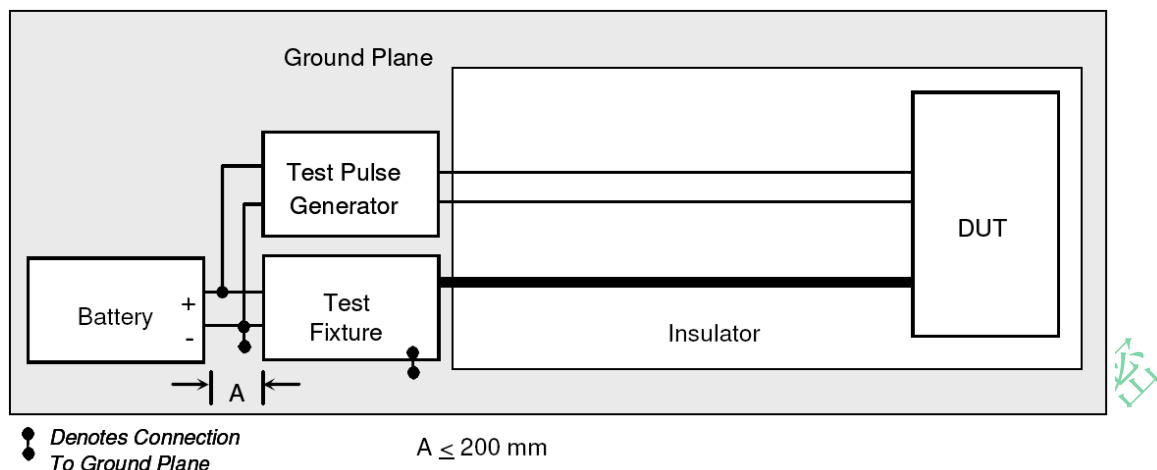 Ground Plane
Test Pulse
Generator
DUT
Battery
+
-
Test
Fixture
Insulator
A
Denotes Connection
To Ground Plane
A ≤ 200 mm